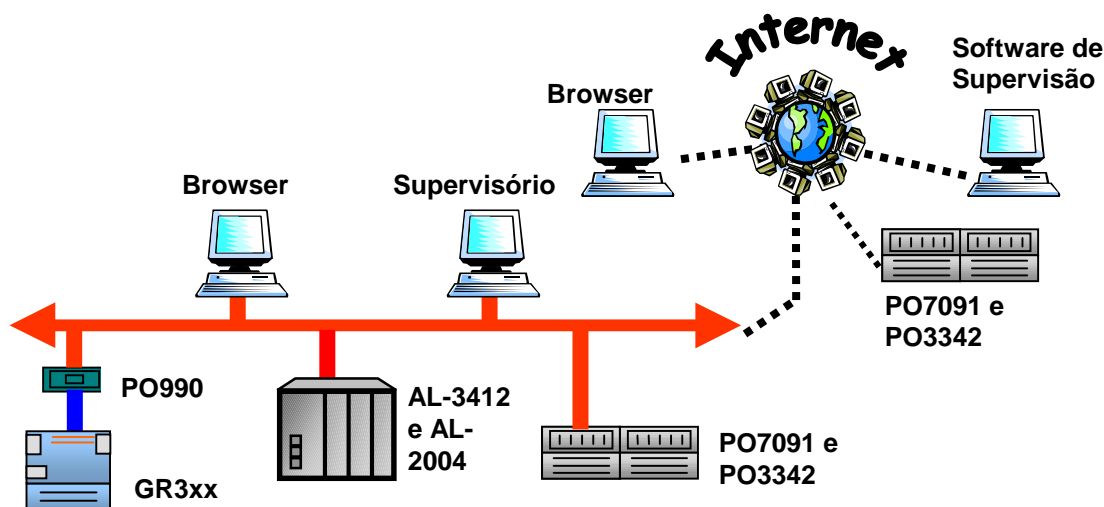 Internet
Software de
Supervisão
Browser
Browser
Supervisório
PO7091 e
PO3342
PO990
AL-3412
e AL-
2004
PO7091 e
PO3342
GR3xx